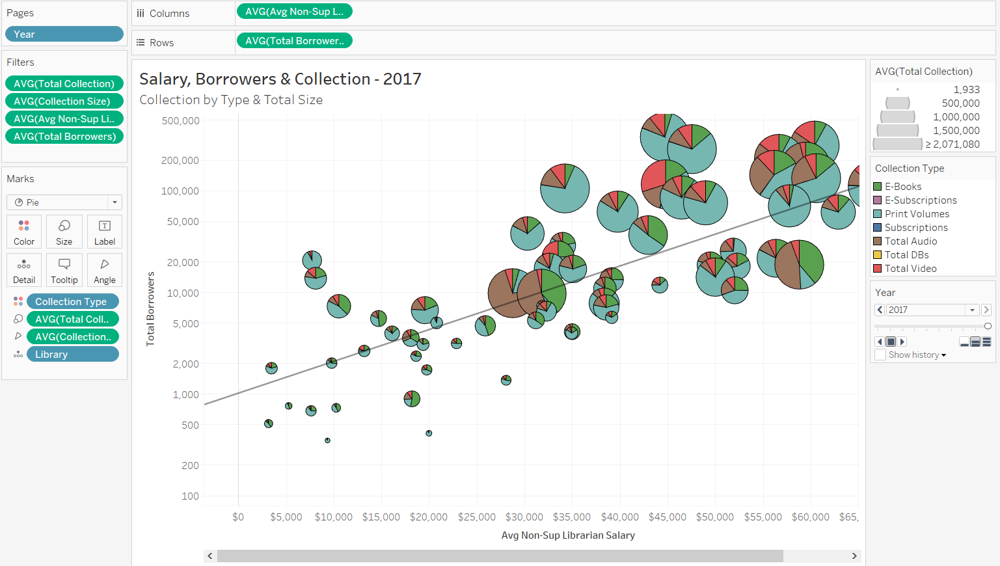 Pages
Year
Filters
AVG(Total Collection)
AVG(Collection Size)
AVG(Avg Non-Sup Li..
AVG(Total Borrowers)
Marks
Pie
Color
Size
Label
Detail
Tooltip
Angle
Collection Type
AVG(Total Coll..
AVG(Collection..
Library
Columns
AVG(Avg Non-Sup L..
Rows
AVG(Total Borrower..
Salary, Borrowers & Collection - 2017
Collection by Type & Total Size
Total Borrowers
500,000
200,000
100,000
50,000
20,000
10,000
5,000
2,000
1,000
500
200
100
$0
$5,000
$10,000
$15,000
$20,000
$25,000
$30,000
$35,000
$40,000
$45,000
$50,000
$55,000
$60,000
$65,
Avg Non-Sup Librarian Salary
AVG(Total Collection)
1,933
500,000
1,000,000
1,500,000
≥ 2,071,080
Collection Type
E-Books
E-Subscriptions
Print Volumes
Subscriptions
Total Audio
Total DBs
Total Video
Year
2017
Show history